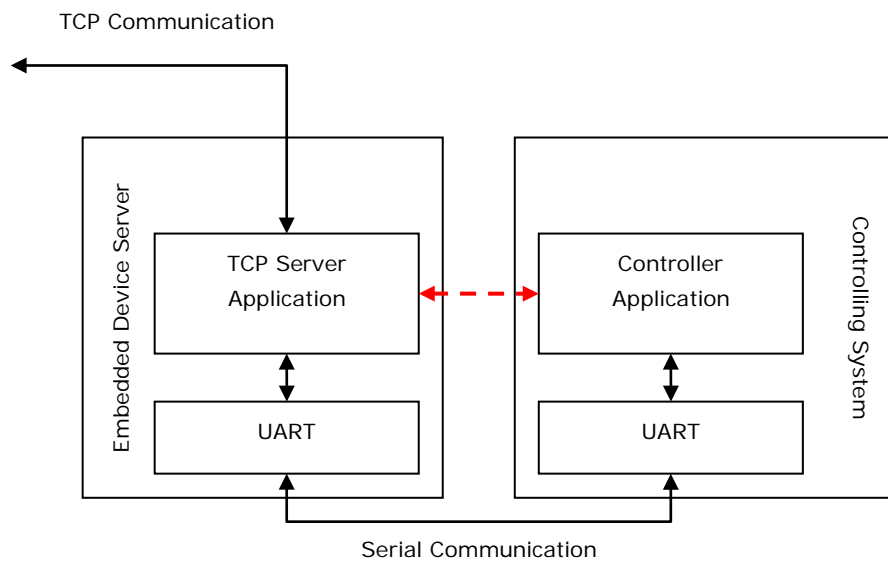 TCP Communication
Embedded Device Server
TCP Server
Application
UART
Controller
Application
UART
Controlling System
Serial Communication